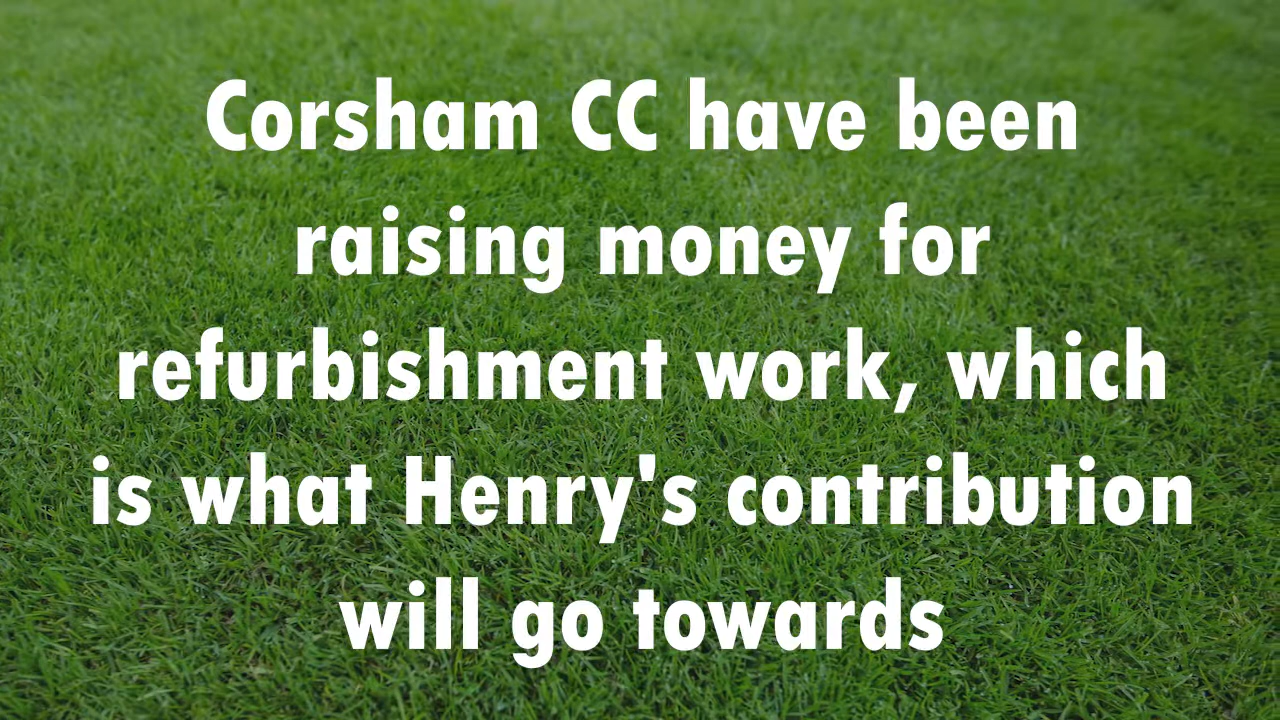 Corsham CC have been
raising money for
refurbishment work, which
is what Henry's contribution
will go towards